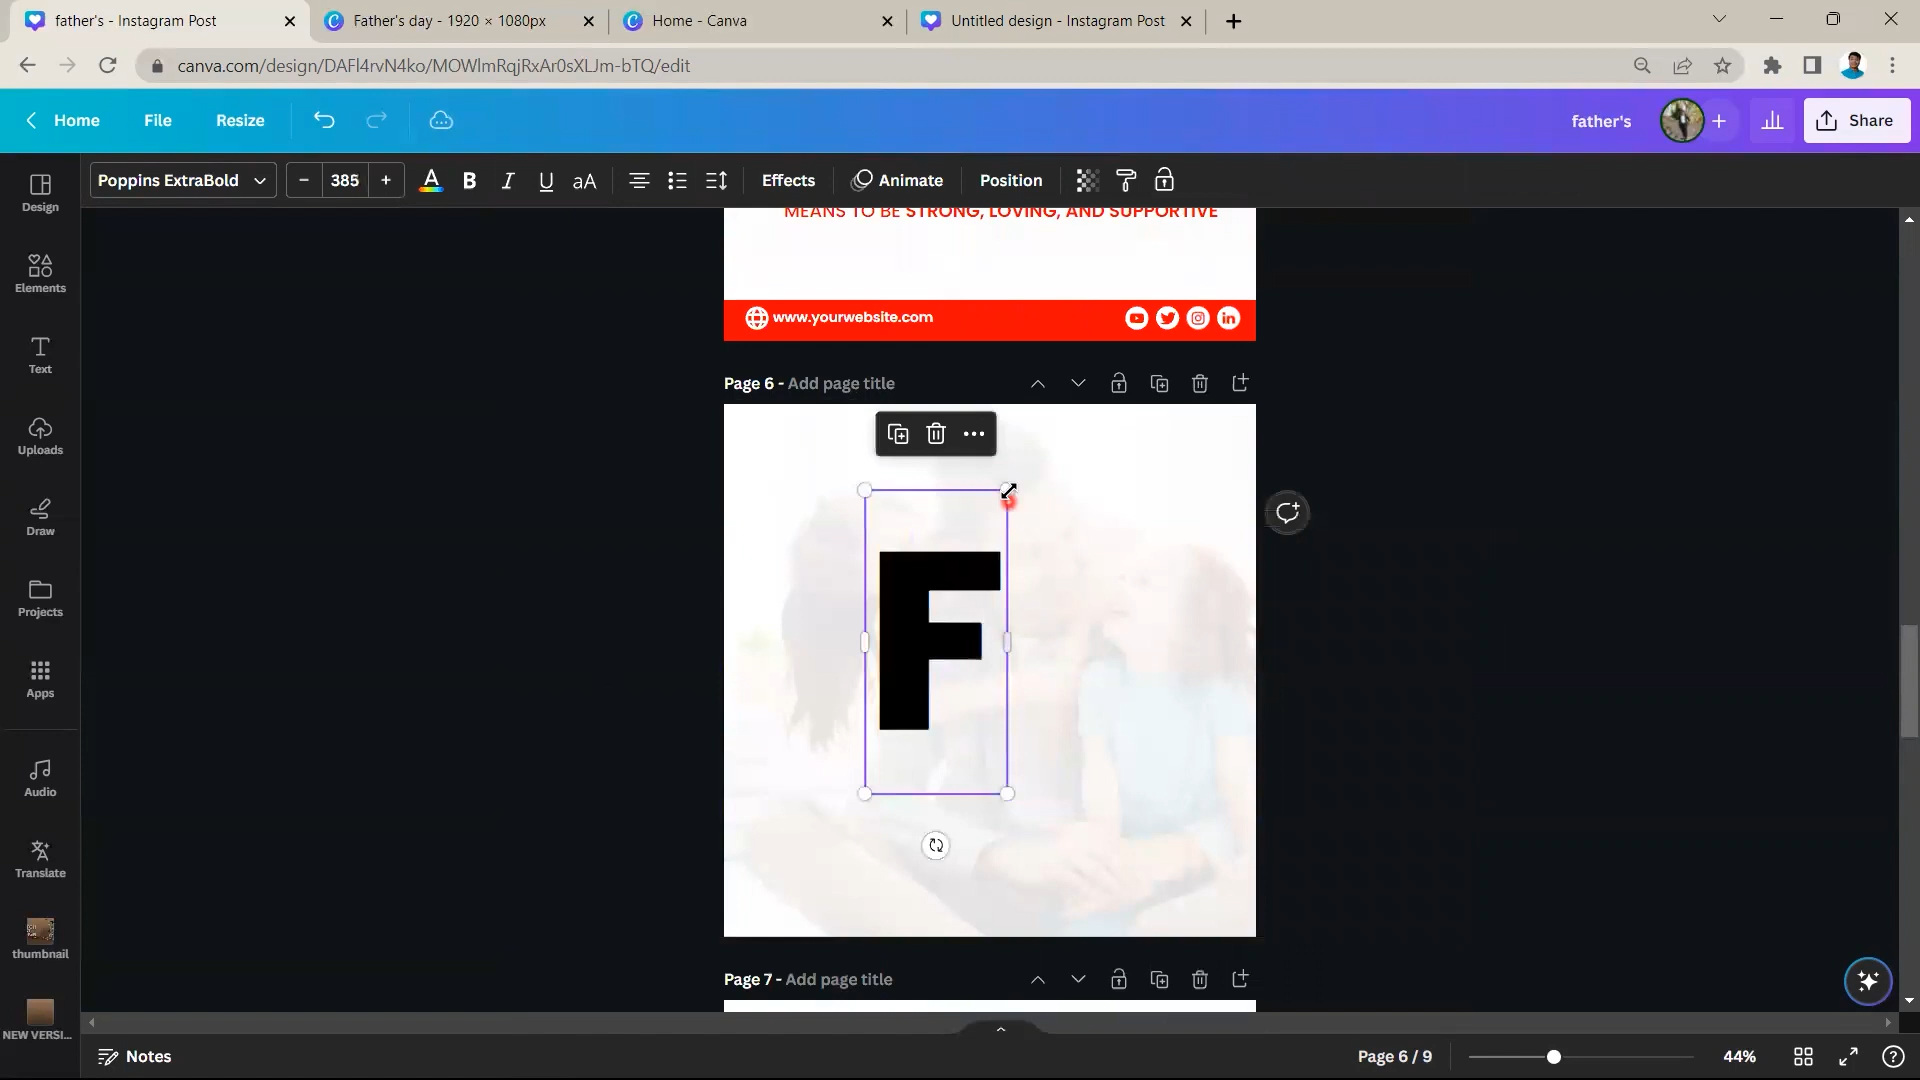 father's - Instagram Post
Father's day - 1920 × 1080px
Home - Canva
Untitled design - Instagram Post
canva.com/design/DAFl4rvN4ko/MOWlmRqjRxAr0sXLJm-bTQ/edit
Home
File
Resize
father's
Share
Poppins ExtraBold
385
A
B
I
U
aA
Effects
Animate
Position
Design
Elements
Text
Uploads
Draw
Projects
Apps
Audio
Translate
thumbnail
NEW VERSI...
MEANS TO BE STRONG, LOVING, AND SUPPORTIVE
www.yourwebsite.com
in
Page 6 - Add page title
F
Page 7 - Add page title
Notes
Page 6 / 9
44%